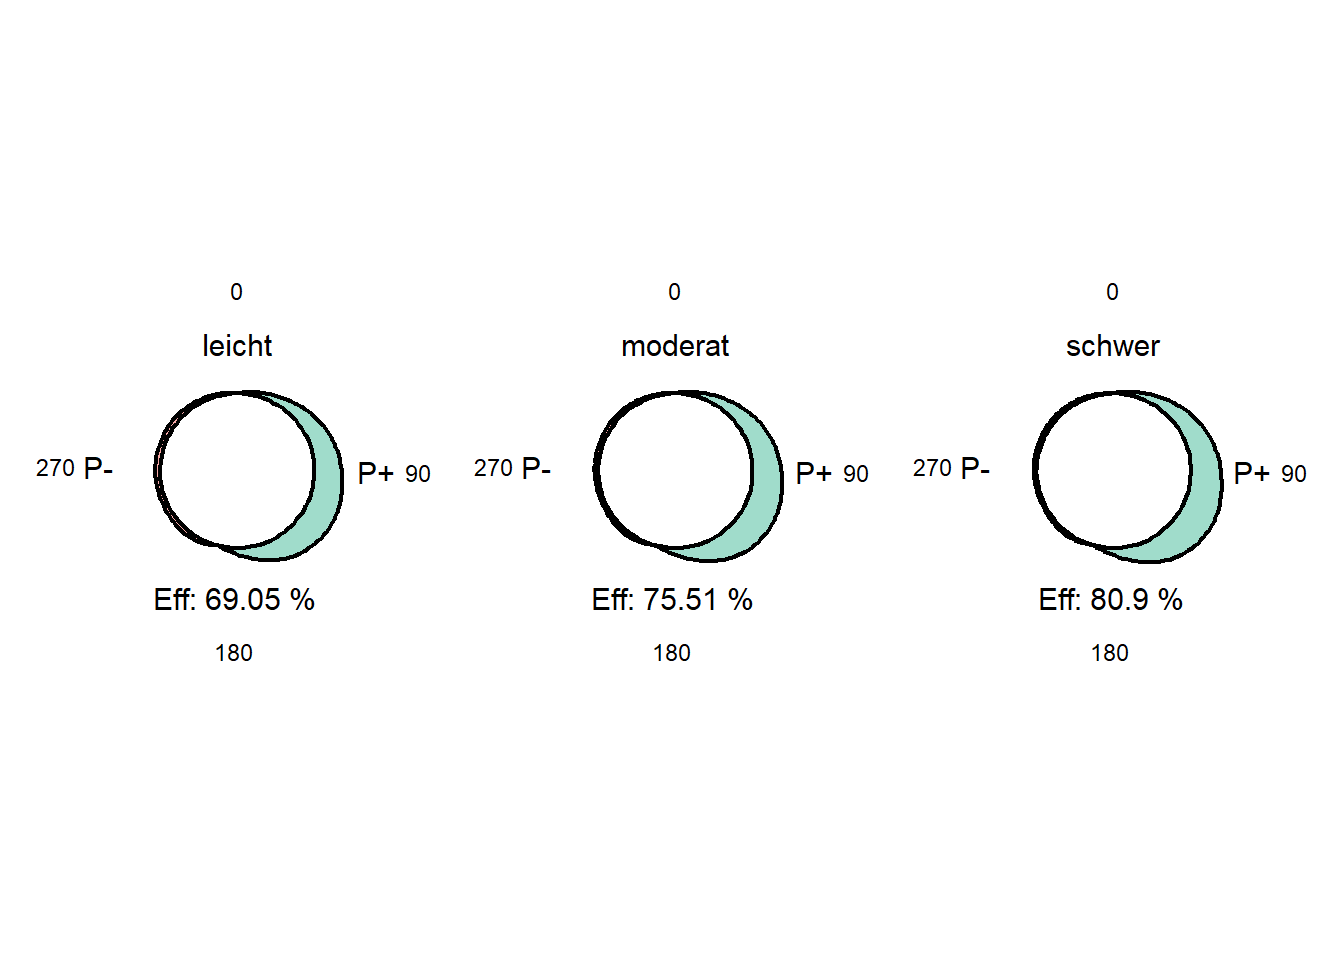 0
leicht
270 P- P+ 90
Eff: 69.05 %
180
0
moderat
270 P- P+ 90
Eff: 75.51 %
180
0
schwer
270 P- P+ 90
Eff: 80.9 %
180